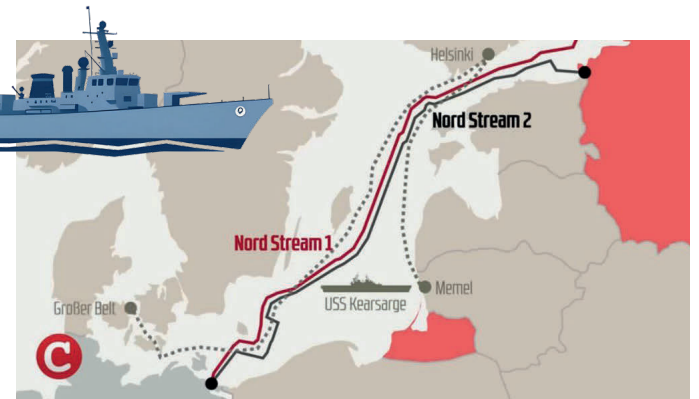 Helsinki
Nord Stream 2
Nord Stream 1
Memel
USS Kearsarge
Großer Belt
C